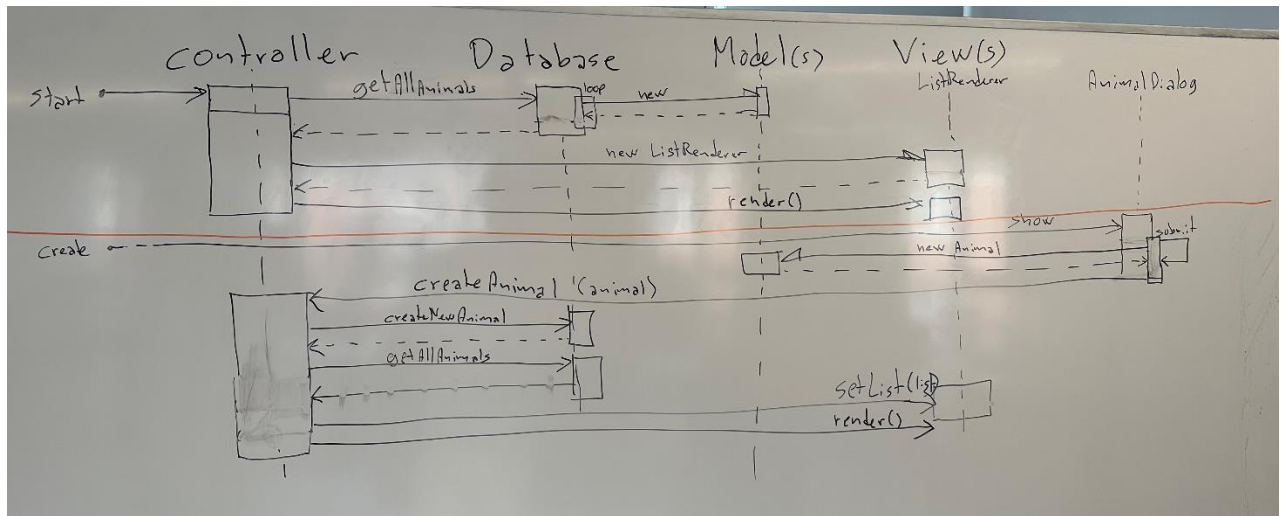 Controller Database Model(s) View(s)
ListRenderer AnimalDialog
start getAllAnimals loop new
new ListRenderer
render()
show
create new Animal submit
createAnimal (animal)
createNewAnimal
getAllAnimals
setList(list)
render()